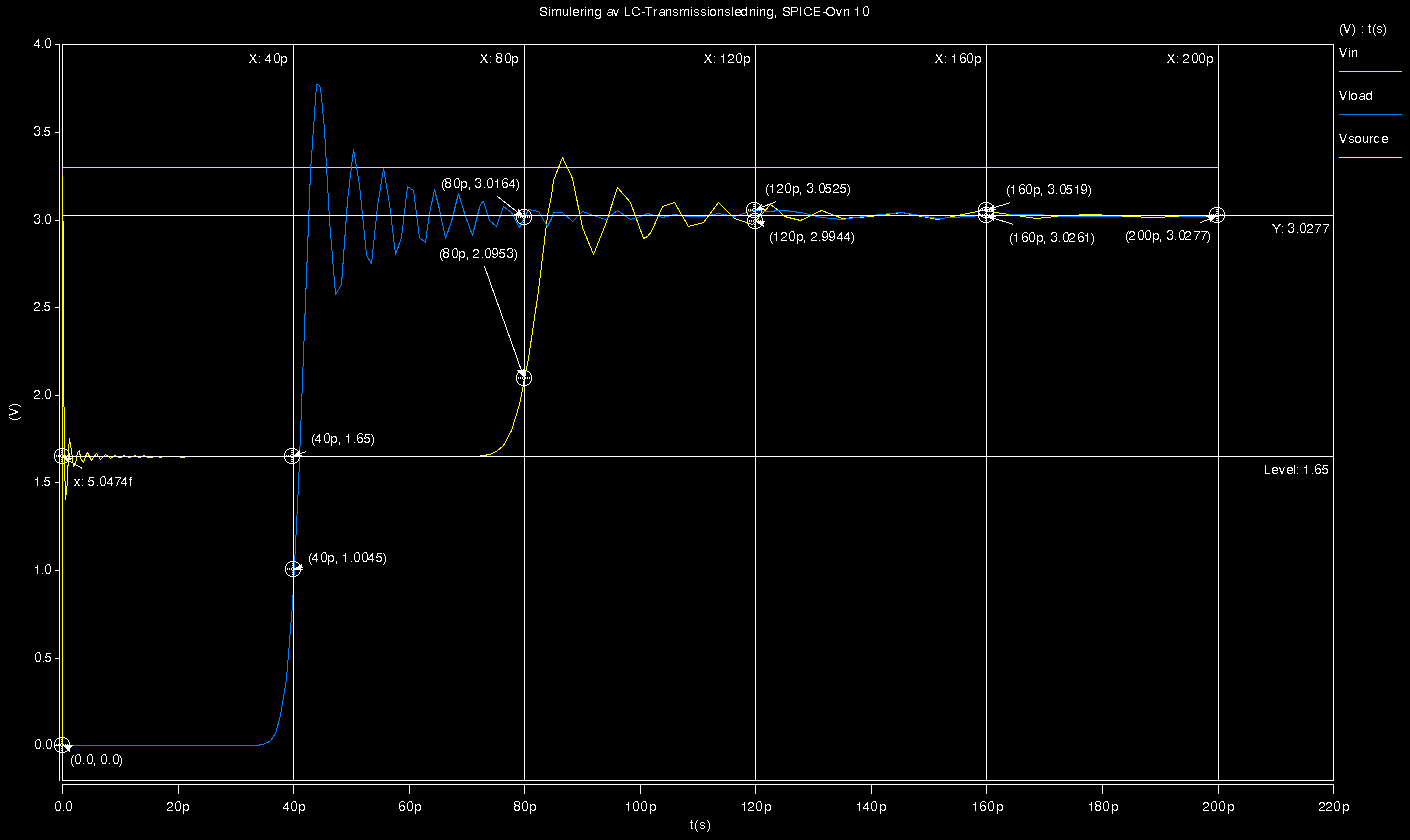 Simulering av LC-Transmissionsledning, SPICE-Ovn 10
(V) : t(s)
Vin
Vload
Vsource
4.0
3.5
3.0
2.5
2.0
1.5
1.0
0.5
0.0
(V)
X: 40p
X: 80p
X: 120p
X: 160p
X: 200p
(80p, 3.0164)
(120p, 3.0525)
(160p, 3.0519)
(120p, 2.9944)
(160p, 3.0261)
(200p, 3.0277)
Y: 3.0277
(80p, 2.0953)
(40p, 1.65)
Level: 1.65
x: 5.0474f
(40p, 1.0045)
(0.0, 0.0)
0.0
20p
40p
60p
80p
100p
120p
140p
160p
180p
200p
220p
t(s)